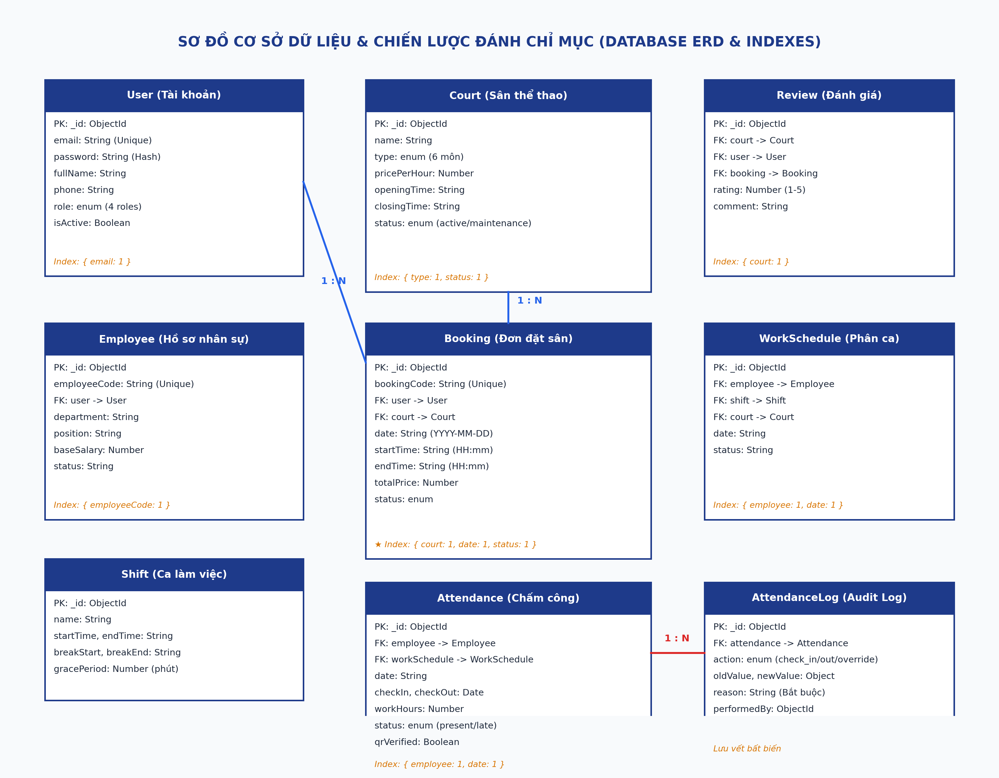 SƠ ĐỒ CƠ SỞ DỮ LIỆU & CHIẾN LƯỢC ĐÁNH CHỈ MỤC (DATABASE ERD & INDEXES)
User (Tài khoản)
PK: _id: ObjectId
email: String (Unique)
password: String (Hash)
fullName: String
phone: String
role: enum (4 roles)
isActive: Boolean
Index: { email: 1 }
Court (Sân thể thao)
PK: _id: ObjectId
name: String
type: enum (6 môn)
pricePerHour: Number
openingTime: String
closingTime: String
status: enum (active/maintenance)
Index: { type: 1, status: 1 }
Review (Đánh giá)
PK: _id: ObjectId
FK: court -> Court
FK: user -> User
FK: booking -> Booking
rating: Number (1-5)
comment: String
Index: { court: 1 }
1 : N
1 : N
Employee (Hồ sơ nhân sự)
PK: _id: ObjectId
employeeCode: String (Unique)
FK: user -> User
department: String
position: String
baseSalary: Number
status: String
Index: { employeeCode: 1 }
Booking (Đơn đặt sân)
PK: _id: ObjectId
bookingCode: String (Unique)
FK: user -> User
FK: court -> Court
date: String (YYYY-MM-DD)
startTime: String (HH:mm)
endTime: String (HH:mm)
totalPrice: Number
status: enum
★ Index: { court: 1, date: 1, status: 1 }
WorkSchedule (Phân ca)
PK: _id: ObjectId
FK: employee -> Employee
FK: shift -> Shift
FK: court -> Court
date: String
status: String
Index: { employee: 1, date: 1 }
Shift (Ca làm việc)
PK: _id: ObjectId
name: String
startTime, endTime: String
breakStart, breakEnd: String
gracePeriod: Number (phút)
Attendance (Chấm công)
PK: _id: ObjectId
FK: employee -> Employee
FK: workSchedule -> WorkSchedule
date: String
checkIn, checkOut: Date
workHours: Number
status: enum (present/late)
qrVerified: Boolean
Index: { employee: 1, date: 1 }
1 : N
AttendanceLog (Audit Log)
PK: _id: ObjectId
FK: attendance -> Attendance
action: enum (check_in/out/override)
oldValue, newValue: Object
reason: String (Bắt buộc)
performedBy: ObjectId
Lưu vết bất biến